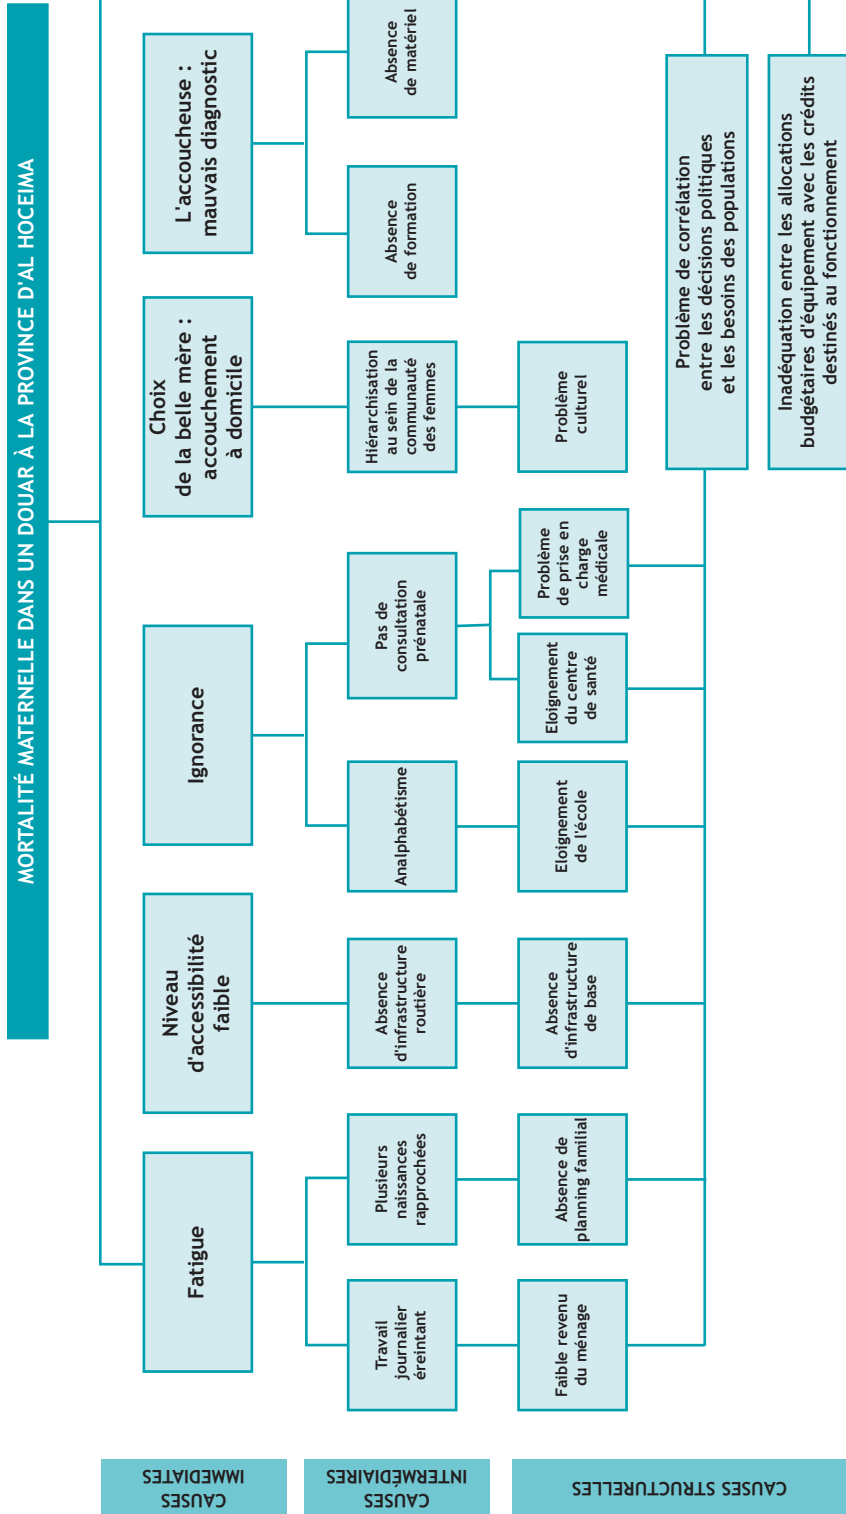 MORTALITÉ MATERNELLE DANS UN DOUAR À LA PROVINCE D'AL HOCEIMA
CAUSES
IMMEDIATES
Fatigue
Niveau
d'accessibilité
faible
Ignorance
Choix
de la belle mère :
accouchement
à domicile
L'accoucheuse :
mauvais diagnostic
CAUSES
INTERMÉDIAIRES
Travail
journalier
éreintant
Plusieurs
naissances
rapprochées
Absence
d'infrastructure
routière
Analphabétisme
Pas de
consultation
prénatale
Hiérarchisation
au sein de la
communauté
des femmes
Absence
de formation
Absence
de matériel
CAUSES STRUCTURELLES
Faible revenu
du ménage
Absence de
planning familial
Absence
d'infrastructure
de base
Eloignement
de l'école
Eloignement
du centre
de santé
Problème
de prise en
charge
médicale
Problème
culturel
Problème de corrélation
entre les décisions politiques
et les besoins des populations
Inadéquation entre les allocations
budgétaires d'équipement avec les crédits
destinés au fonctionnement